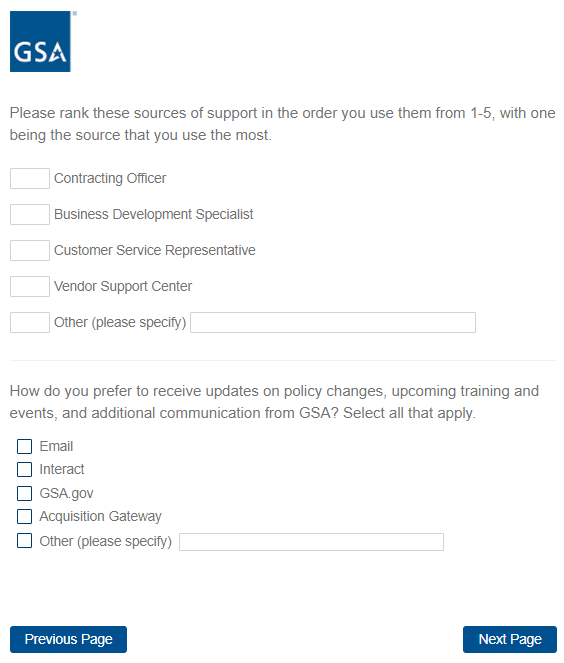 GSA
Please rank these sources of support in the order you use them from 1-5, with one
being the source that you use the most.
Contracting Officer
Business Development Specialist
Customer Service Representative
Vendor Support Center
Other (please specify)
How do you prefer to receive updates on policy changes, upcoming training and
events, and additional communication from GSA? Select all that apply.
Email
Interact
GSA.gov
Acquisition Gateway
Other (please specify)
Previous Page
Next Page